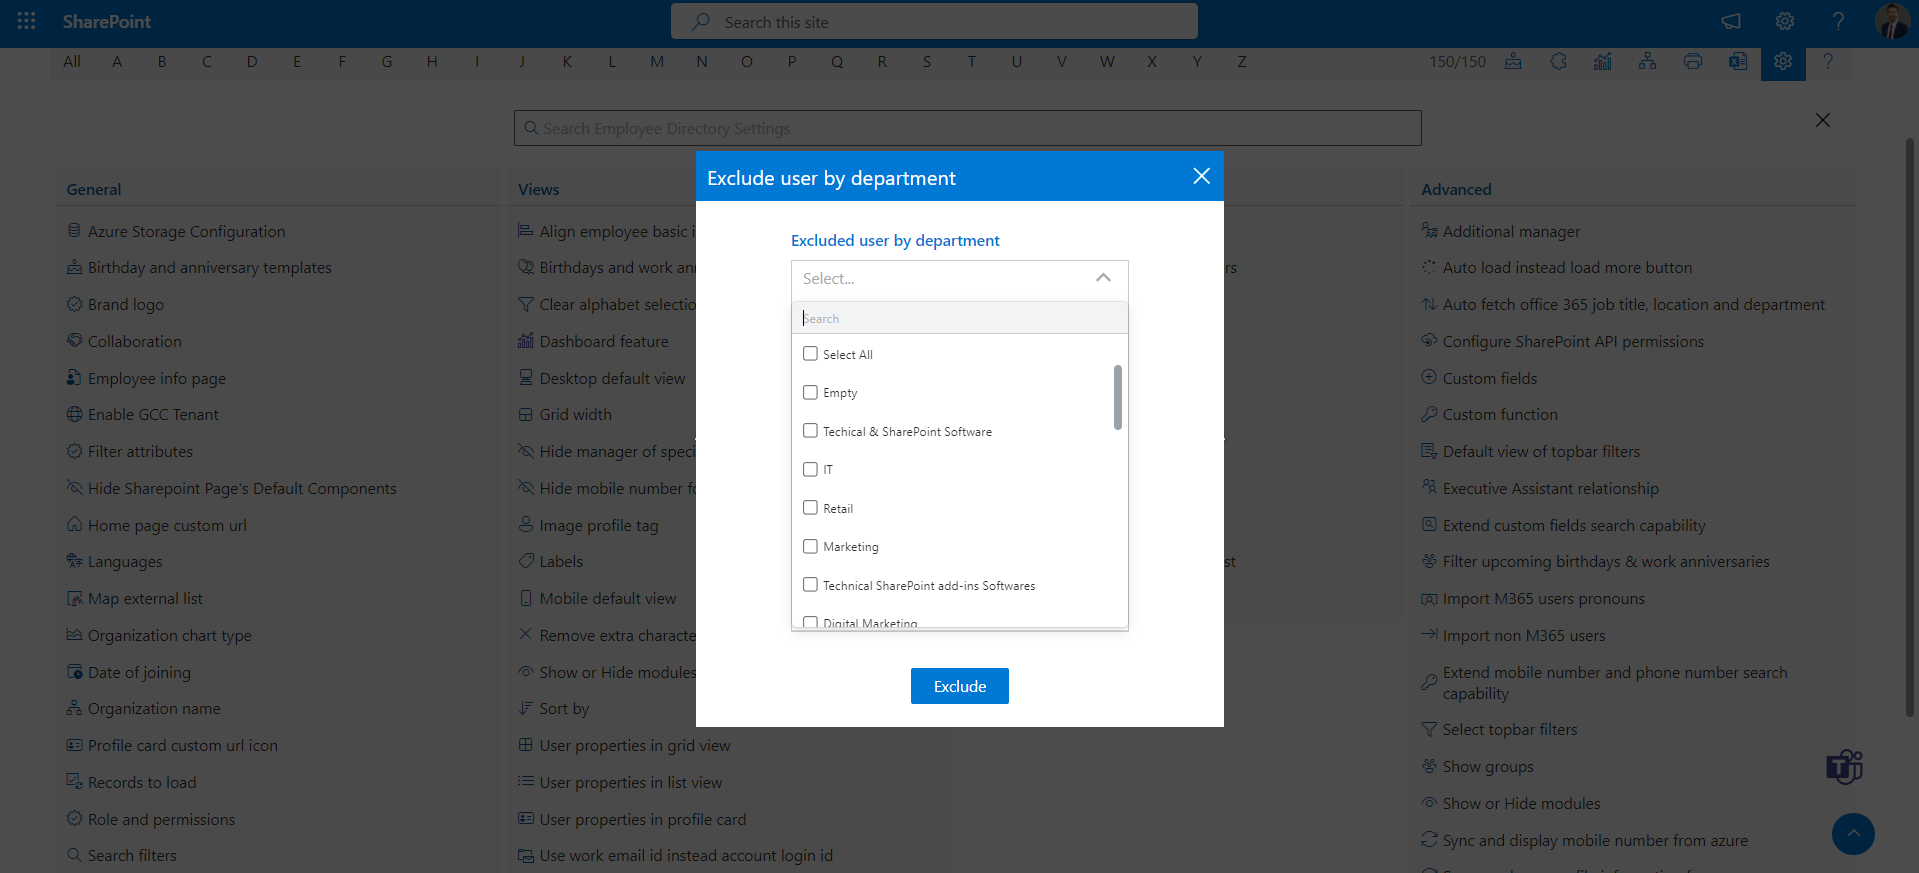 SharePoint
Search this site
All A B C D E F G H I J K L M N O P Q R S T U V W X Y Z
150/150
?
Search Employee Directory Settings
General
Azure Storage Configuration
Birthday and anniversary templates
Brand logo
Collaboration
Employee info page
Enable GCC Tenant
Filter attributes
Hide Sharepoint Page's Default Components
Home page custom url
Languages
Map external list
Organization chart type
Date of joining
Organization name
Profile card custom url icon
Records to load
Role and permissions
Search filters
Views
Align employee basic i
Birthdays and work an
Clear alphabet selectio
Dashboard feature
Desktop default view
Grid width
Hide manager of speci
Hide mobile number fo
Image profile tag
Labels
Mobile default view
Remove extra characte
Show or Hide modules
Sort by
User properties in grid view
User properties in list view
User properties in profile card
Use work email id instead account login id
Exclude user by department
Excluded user by department
Select...
Search
Select All
Empty
Techical & SharePoint Software
IT
Retail
Marketing
Technical SharePoint add-ins Softwares
Digital Marketing
Exclude
rs
st
Advanced
Additional manager
Auto load instead load more button
Auto fetch office 365 job title, location and department
Configure SharePoint API permissions
Custom fields
Custom function
Default view of topbar filters
Executive Assistant relationship
Extend custom fields search capability
Filter upcoming birthdays & work anniversaries
Import M365 users pronouns
Import non M365 users
Extend mobile number and phone number search
capability
Select topbar filters
Show groups
Show or Hide modules
Sync and display mobile number from azure